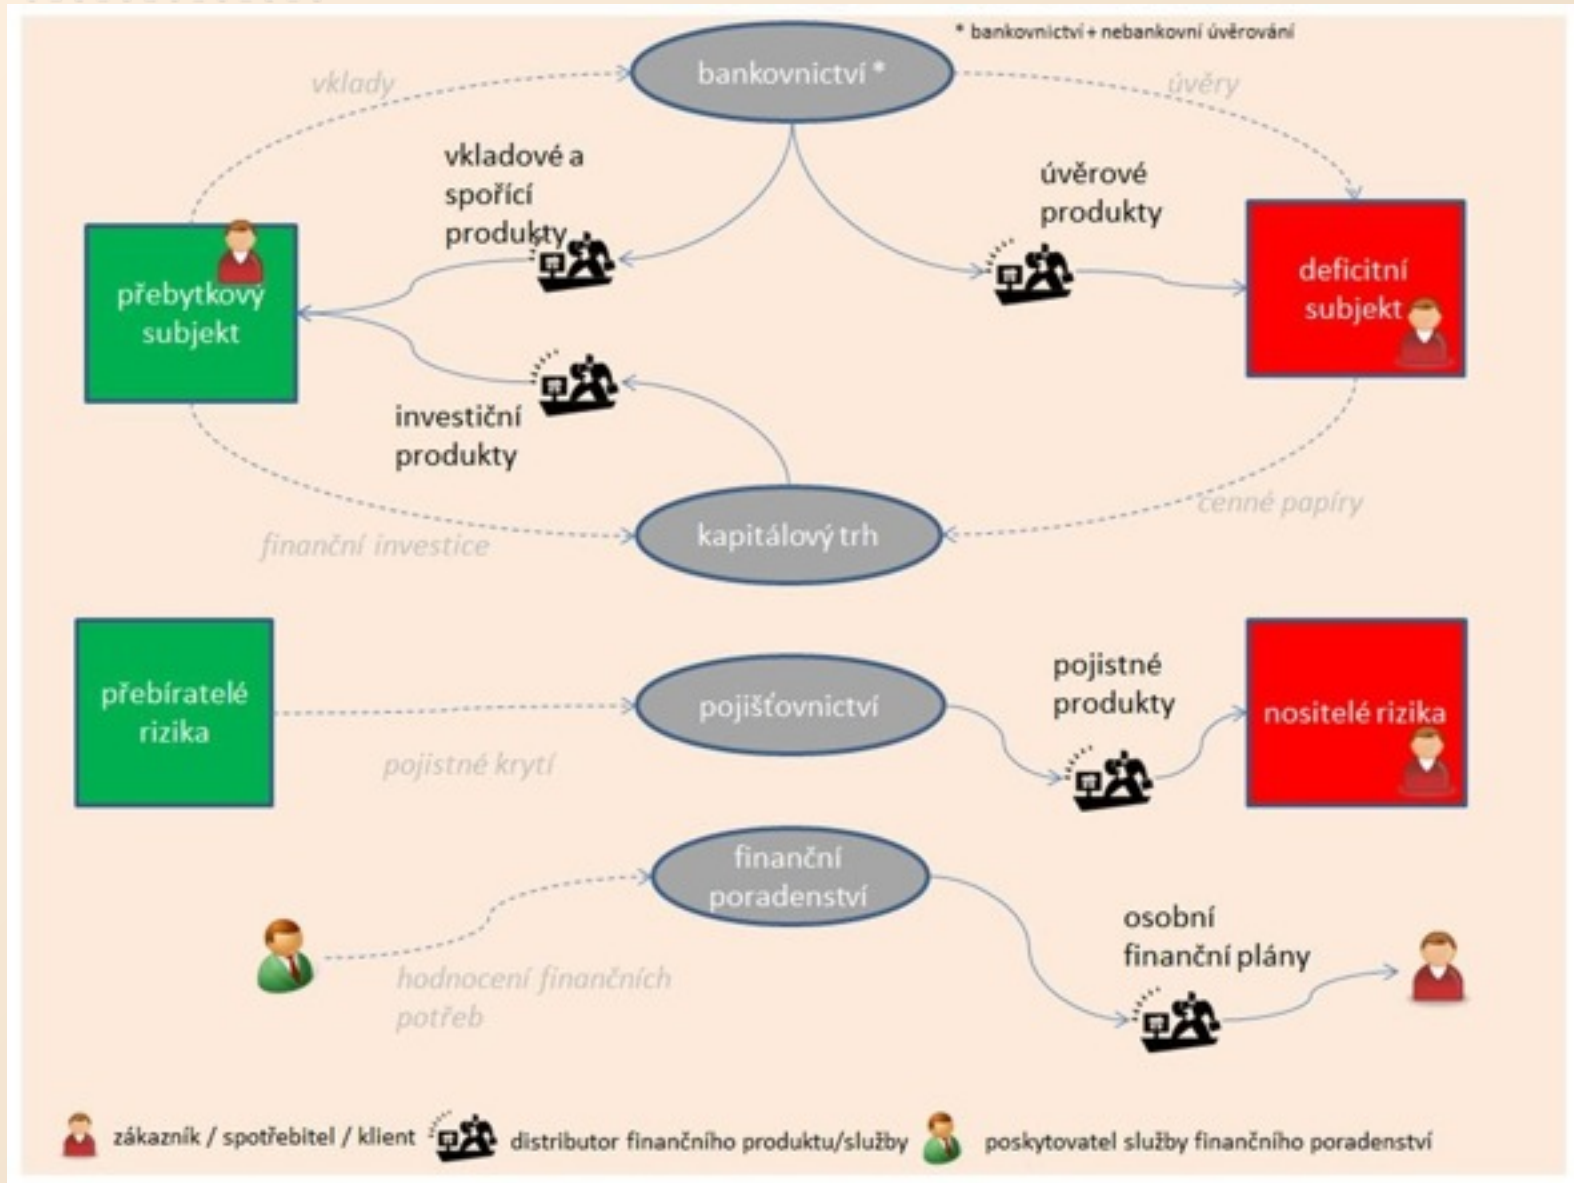 * bankovnictví + nebankovní úvěrování
bankovnictví *
vklady
úvěry
vkladové a
spořící
produkty
úvěrové
produkty
přebytkový
subjekt
deficitní
subjekt
investiční
produkty
cenné papíry
finanční investice
kapitálový trh
přebíratelé
rizika
pojišťovnictví
pojistné
produkty
nositelé rizika
pojistné krytí
finanční
poradenství
osobní
finanční plány
hodnocení finančních
potřeb
zákazník / spotřebitel / klient
distributor finančního produktu/služby
poskytovatel služby finančního poradenství